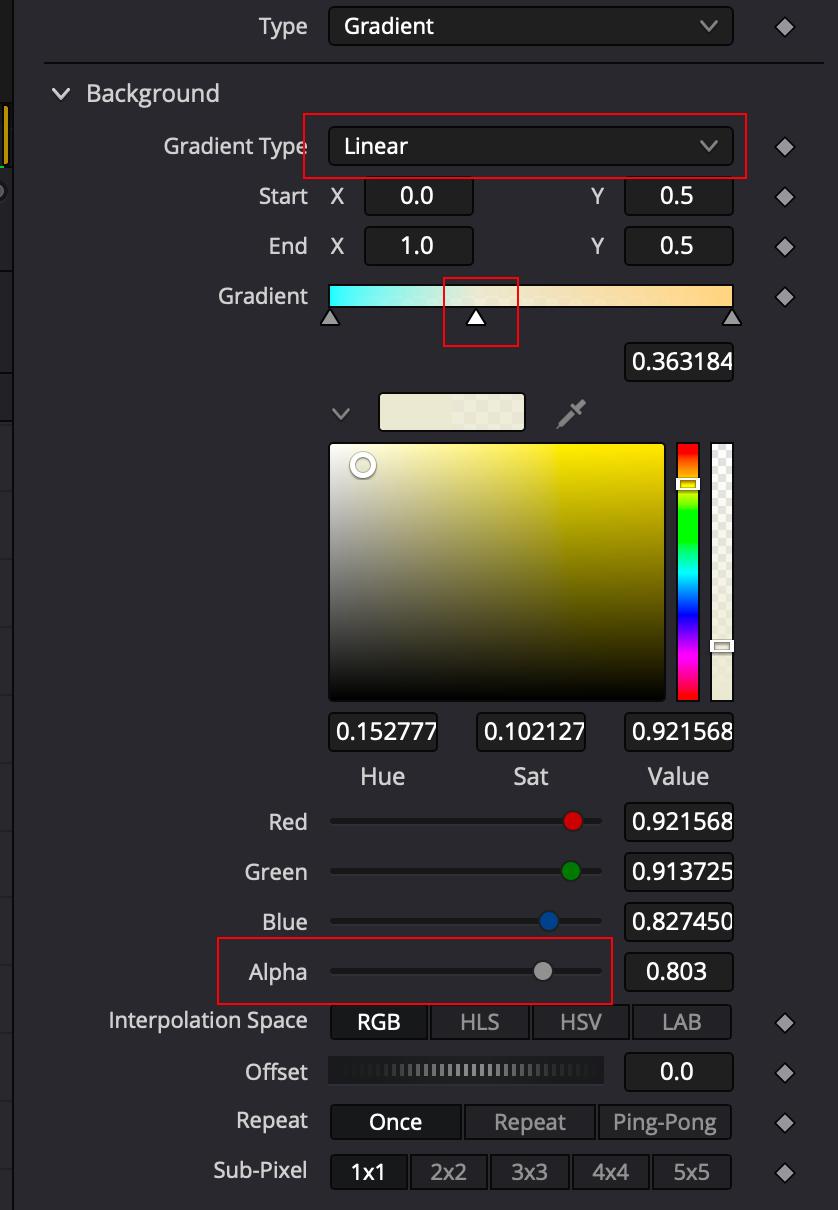 Type Gradient
Background
Gradient Type Linear
Start X 0.0 Y 0.5
End X 1.0 Y 0.5
Gradient
0.363184
0.152777 0.102127 0.921568
Hue Sat Value
Red 0.921568
Green 0.913725
Blue 0.827450
Alpha 0.803
Interpolation Space RGB HLS HSV LAB
Offset 0.0
Repeat Once Repeat Ping-Pong
Sub-Pixel 1x1 2x2 3x3 4x4 5x5